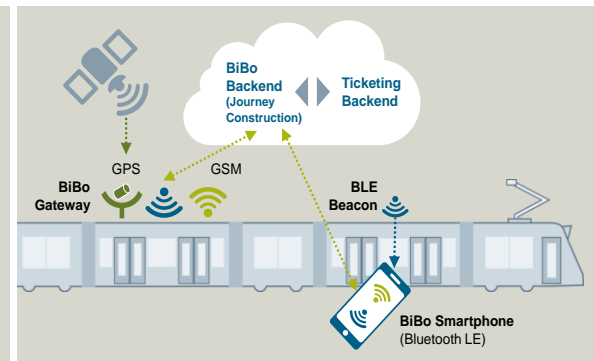 BiBo
Backend
(Journey
Construction)
Ticketing
Backend
GPS
GSM
BiBo
Gateway
BLE
Beacon
BiBo Smartphone
(Bluetooth LE)